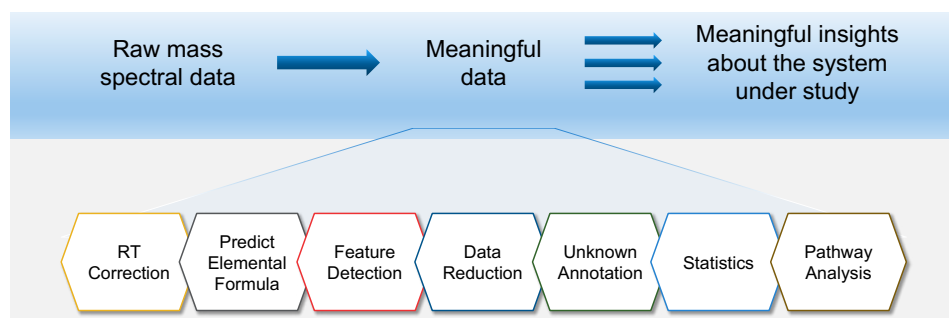 Raw mass
spectral data
Meaningful
data
Meaningful insights
about the system
under study
RT
Correction
Predict
Elemental
Formula
Feature
Detection
Data
Reduction
Unknown
Annotation
Statistics
Pathway
Analysis